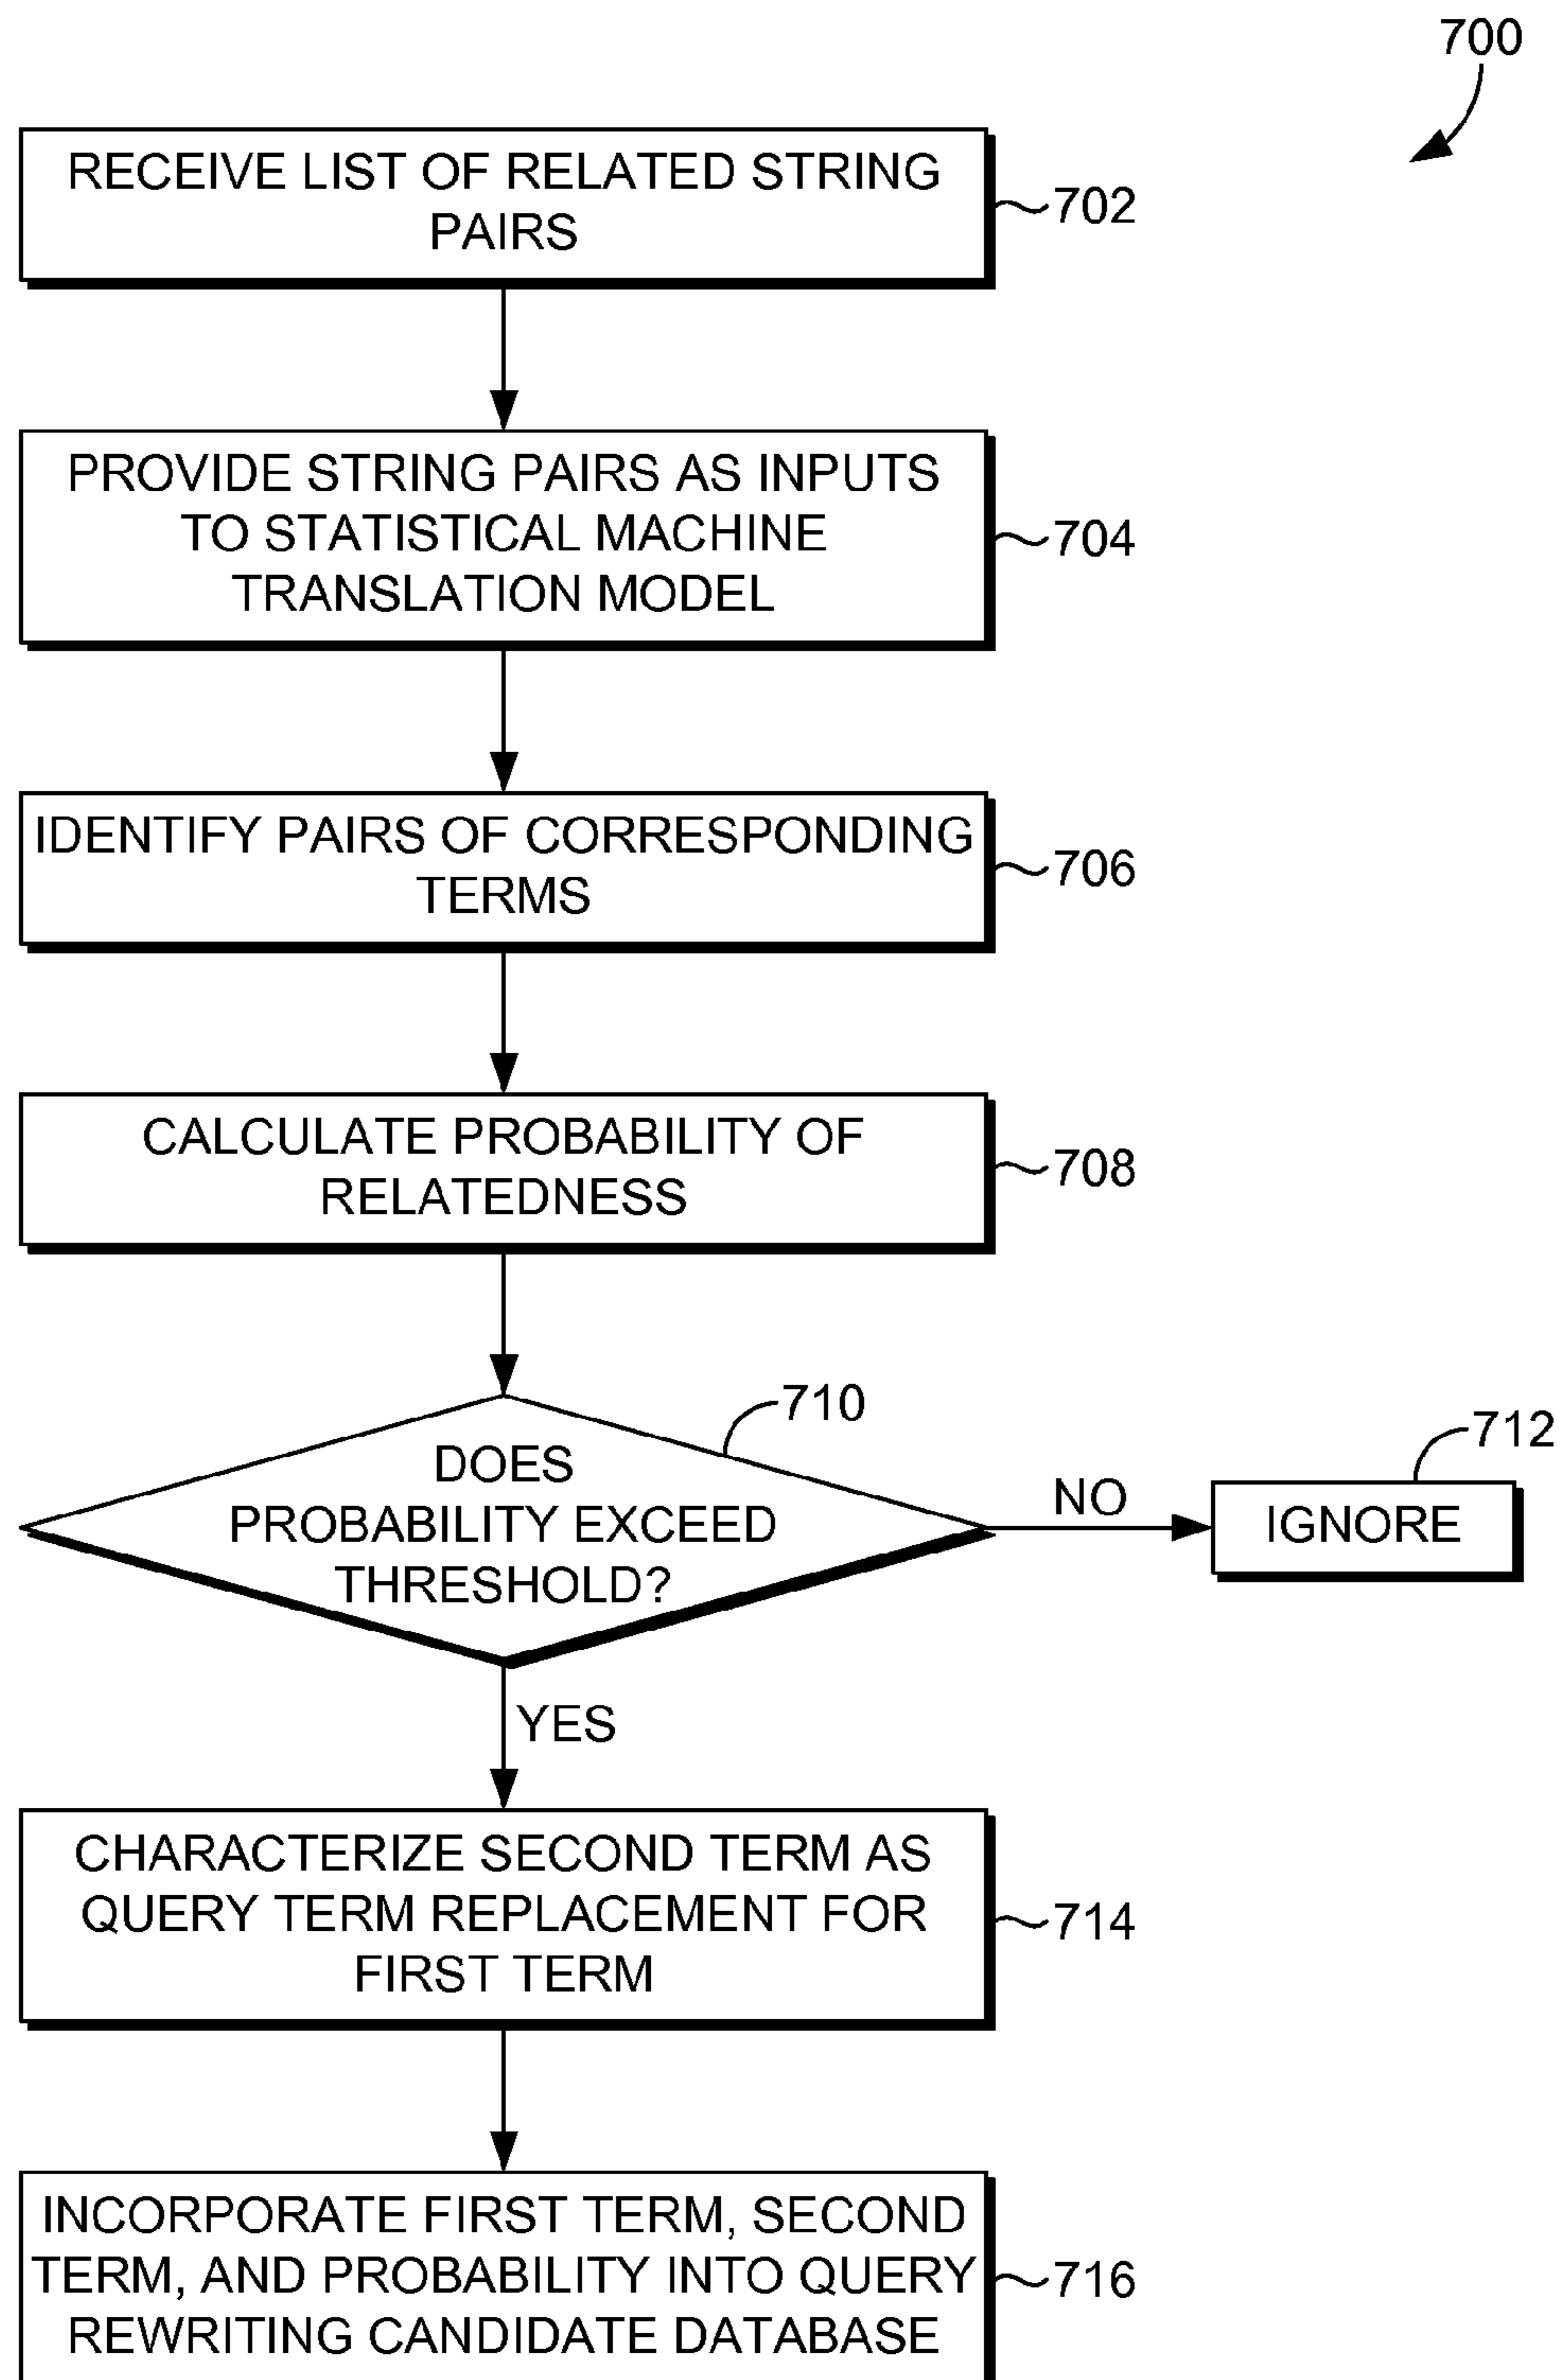 700
RECEIVE LIST OF RELATED STRING
PAIRS
702
PROVIDE STRING PAIRS AS INPUTS
TO STATISTICAL MACHINE
TRANSLATION MODEL
704
IDENTIFY PAIRS OF CORRESPONDING
TERMS
706
CALCULATE PROBABILITY OF
RELATEDNESS
708
710
DOES
PROBABILITY EXCEED
THRESHOLD?
NO
712
IGNORE
YES
CHARACTERIZE SECOND TERM AS
QUERY TERM REPLACEMENT FOR
FIRST TERM
714
INCORPORATE FIRST TERM, SECOND
TERM, AND PROBABILITY INTO QUERY
REWRITING CANDIDATE DATABASE
716